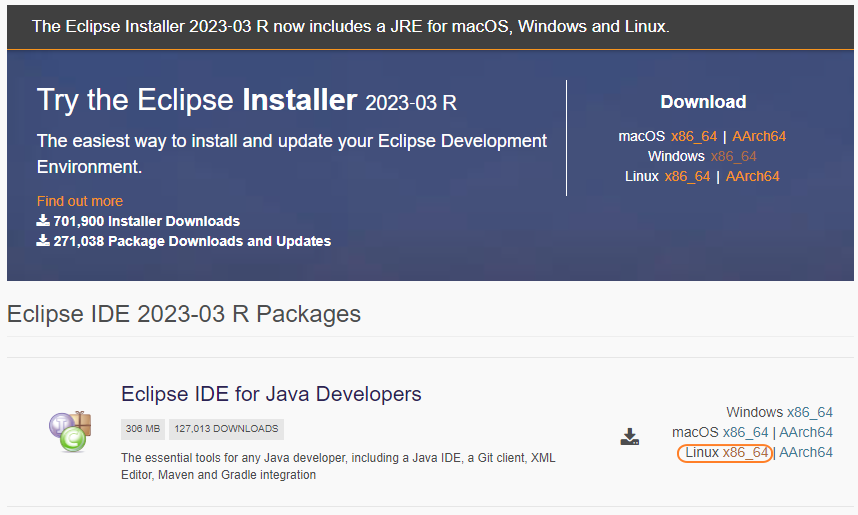 The Eclipse Installer 2023-03 R now includes a JRE for macOS, Windows and Linux.
Try the Eclipse Installer 2023-03 R
The easiest way to install and update your Eclipse Development
Environment.
Find out more
701,900 Installer Downloads
271,038 Package Downloads and Updates
Download
macOS x86_64 | AArch64
Windows x86_64
Linux x86_64 | AArch64
Eclipse IDE 2023-03 R Packages
Eclipse IDE for Java Developers
306 MB 127,013 DOWNLOADS
The essential tools for any Java developer, including a Java IDE, a Git client, XML
Editor, Maven and Gradle integration
Windows x86_64
macOS x86_64 | AArch64
Linux x86_64 | AArch64